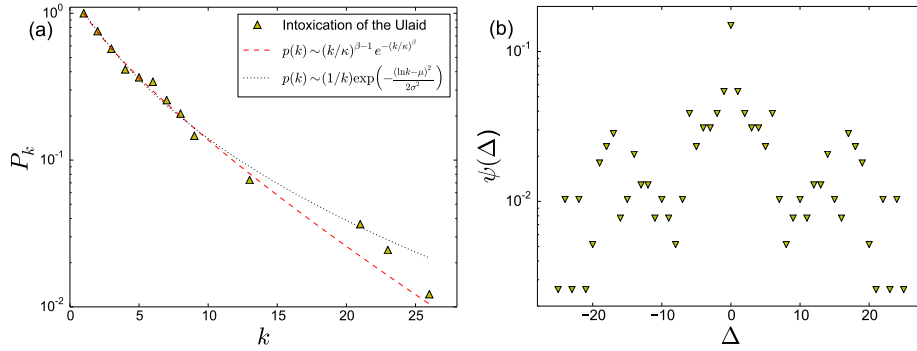 (a)
Intoxication of the Ulaid
p(k) ∼ (k/κ)^{β−1} e^{−(k/κ)^β}
p(k) ∼ (1/k)exp(−(ln k−μ)²/2σ²)
P_k
10^0
10^{-1}
10^{-2}
0 5 10 15 20 25
k
(b)
ψ(Δ)
10^{-1}
10^{-2}
−20 −10 0 10 20
Δ